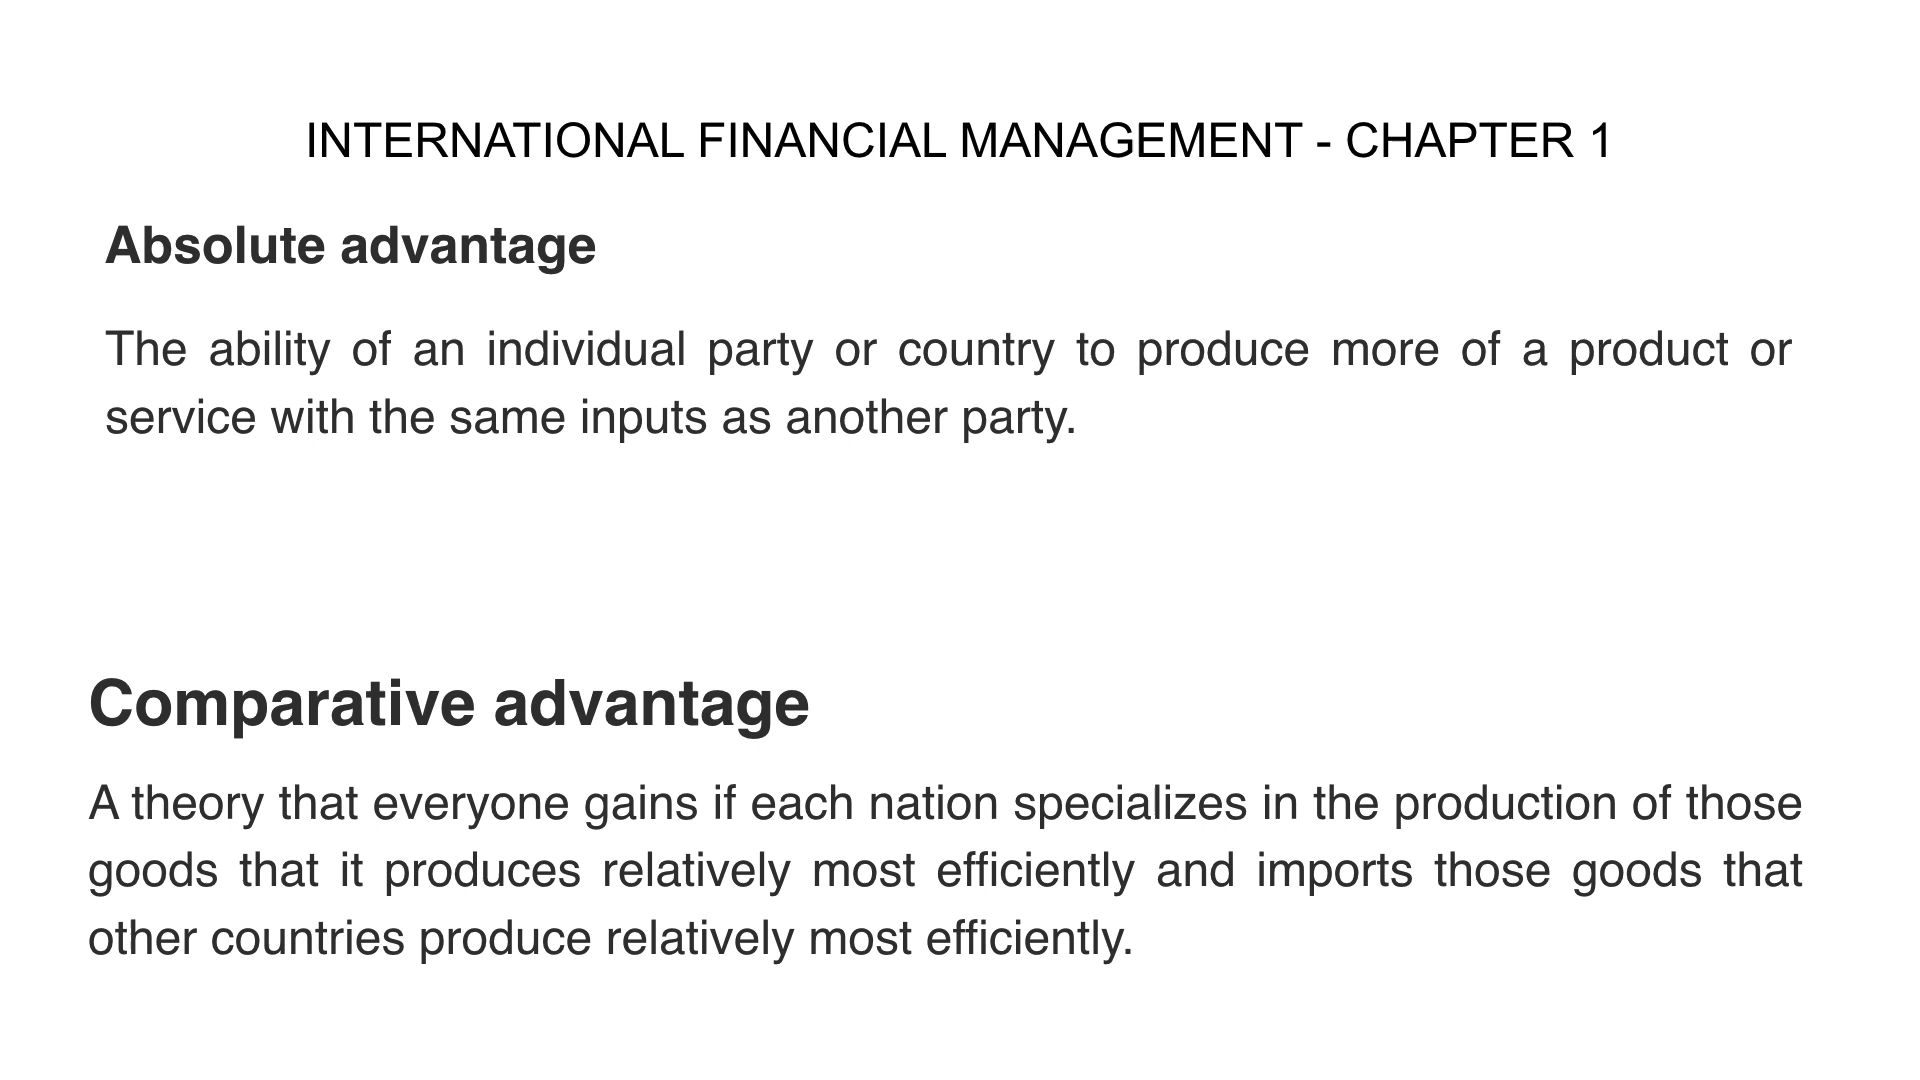 INTERNATIONAL FINANCIAL MANAGEMENT - CHAPTER 1
Absolute advantage
The ability of an individual party or country to produce more of a product or
service with the same inputs as another party.
Comparative advantage
A theory that everyone gains if each nation specializes in the production of those
goods that it produces relatively most efficiently and imports those goods that
other countries produce relatively most efficiently.